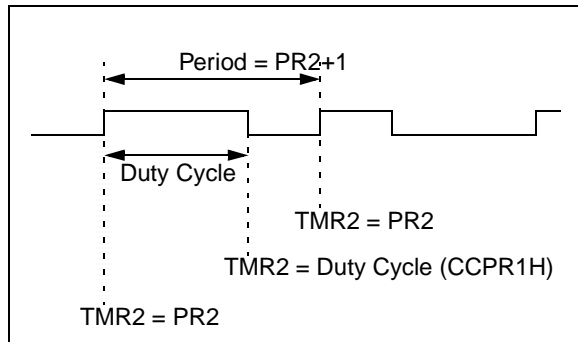 Period = PR2+1
Duty Cycle
TMR2 = PR2
TMR2 = Duty Cycle (CCPR1H)
TMR2 = PR2